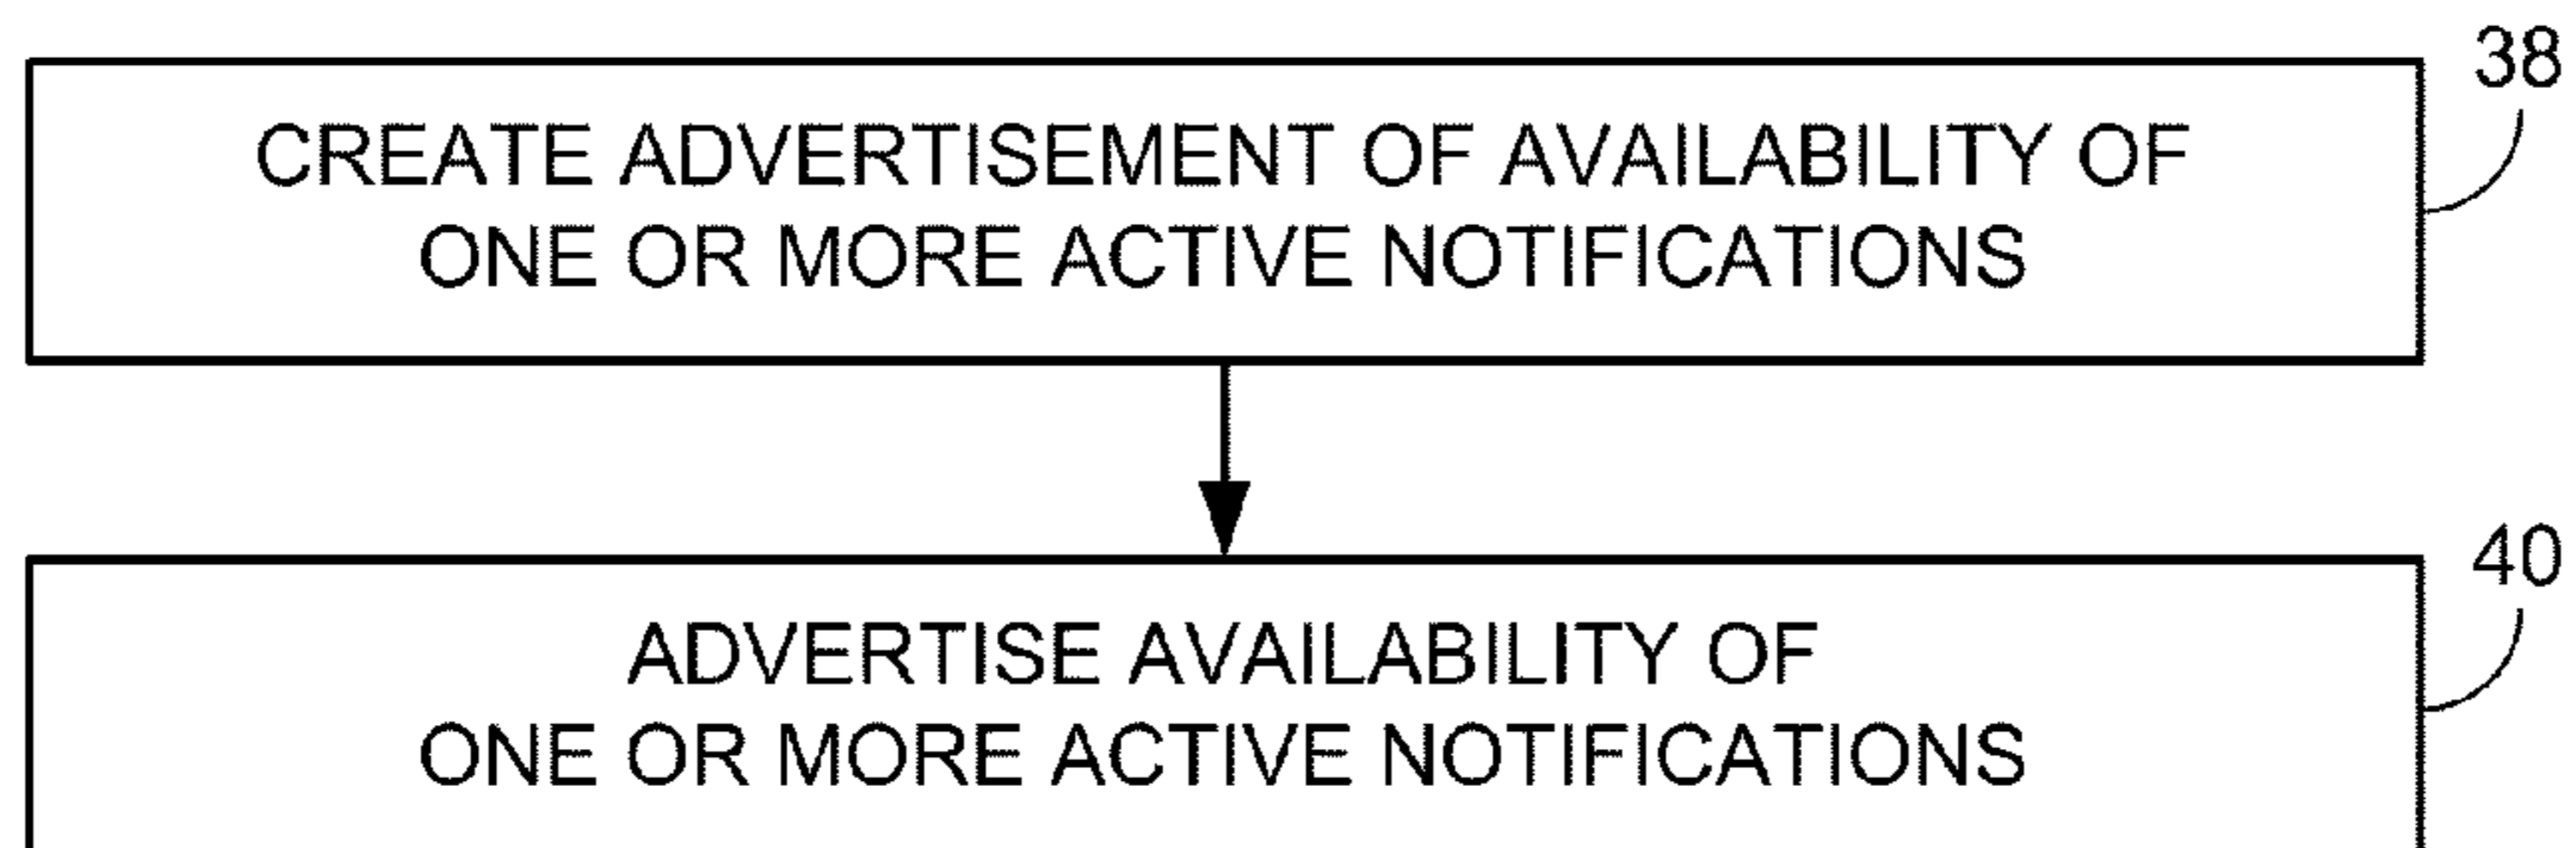 38
CREATE ADVERTISEMENT OF AVAILABILITY OF
ONE OR MORE ACTIVE NOTIFICATIONS
40
ADVERTISE AVAILABILITY OF
ONE OR MORE ACTIVE NOTIFICATIONS